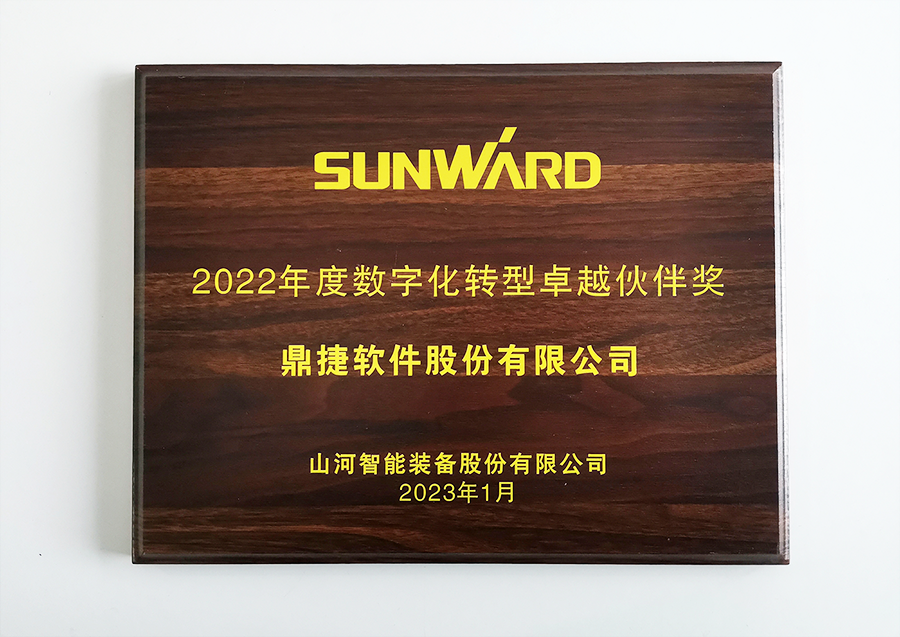 SUNWARD
2022年度数字化转型卓越伙伴奖
鼎捷软件股份有限公司
山河智能装备股份有限公司
2023年1月